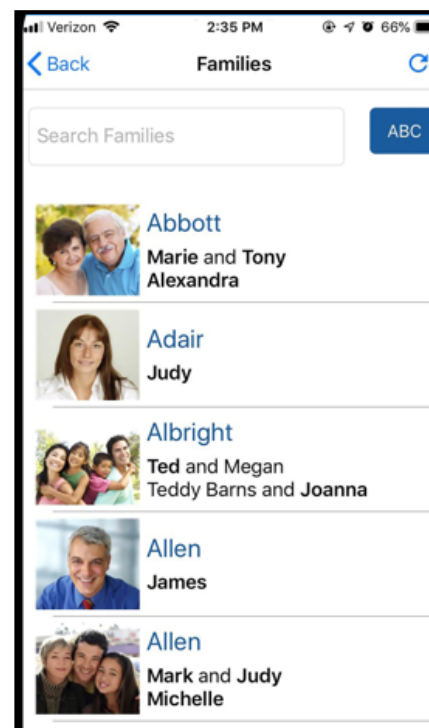 Verizon 2:35 PM 66%
Back Families
Search Families ABC
Abbott
Marie and Tony
Alexandra
Adair
Judy
Albright
Ted and Megan
Teddy Barns and Joanna
Allen
James
Allen
Mark and Judy
Michelle